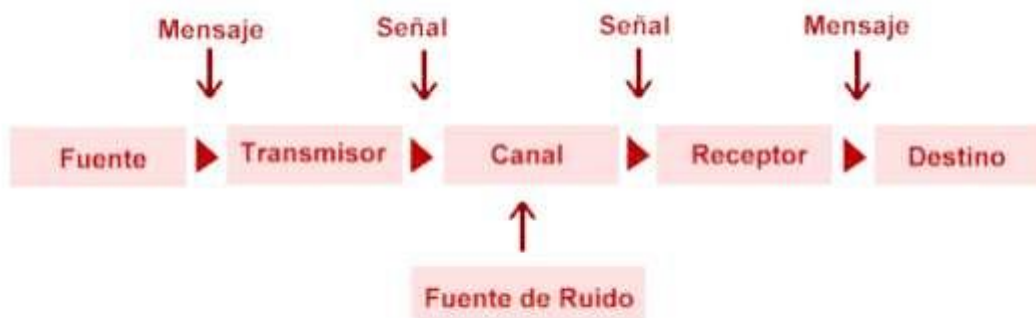 Mensaje Señal Señal Mensaje
Fuente Transmisor Canal Receptor Destino
Fuente de Ruido